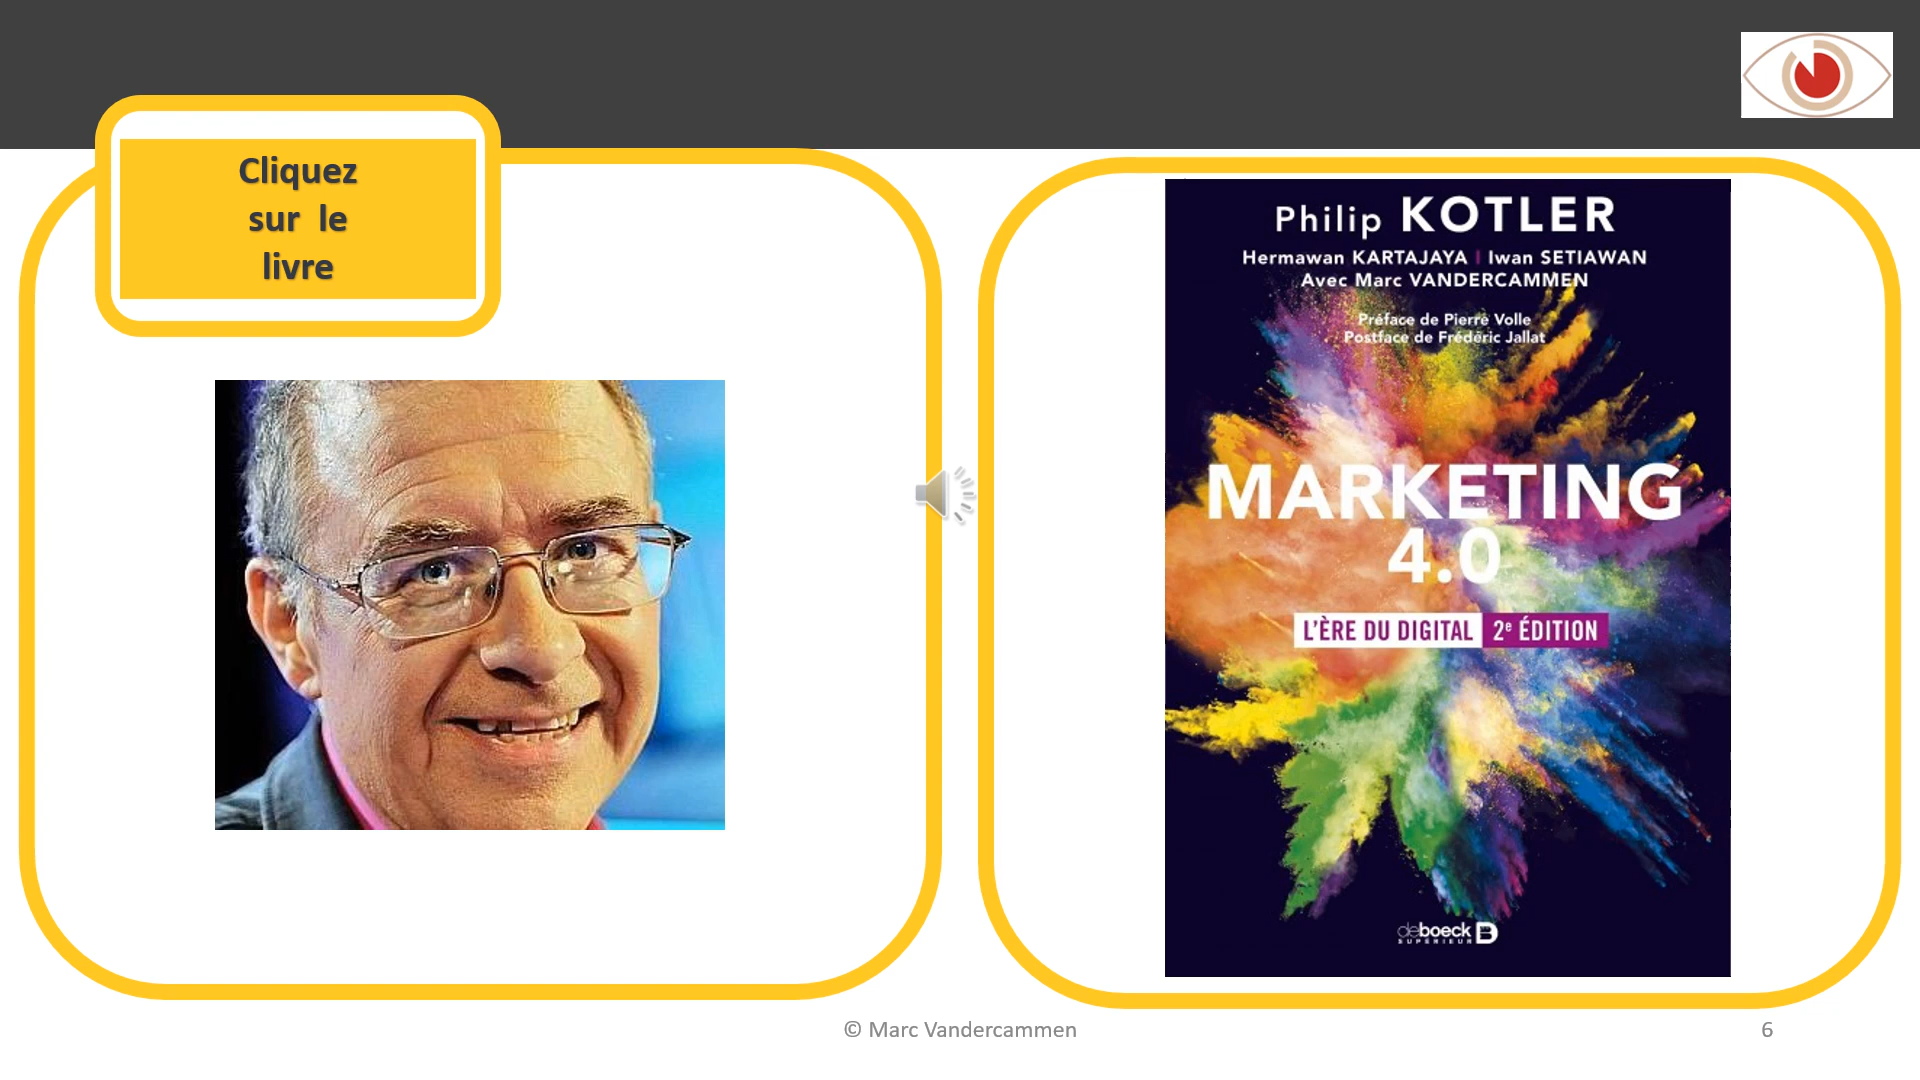 Cliquez
sur le
livre
Philip KOTLER
Hermawan KARTAJAYA | Iwan SETIAWAN
Avec Marc VANDERCAMMEN
Préface de Pierre Volle
Postface de Frédéric Jallat
MARKETING
4.0
L'ÈRE DU DIGITAL 2e ÉDITION
deboeck B
SUPÉRIEUR
© Marc Vandercammen
6